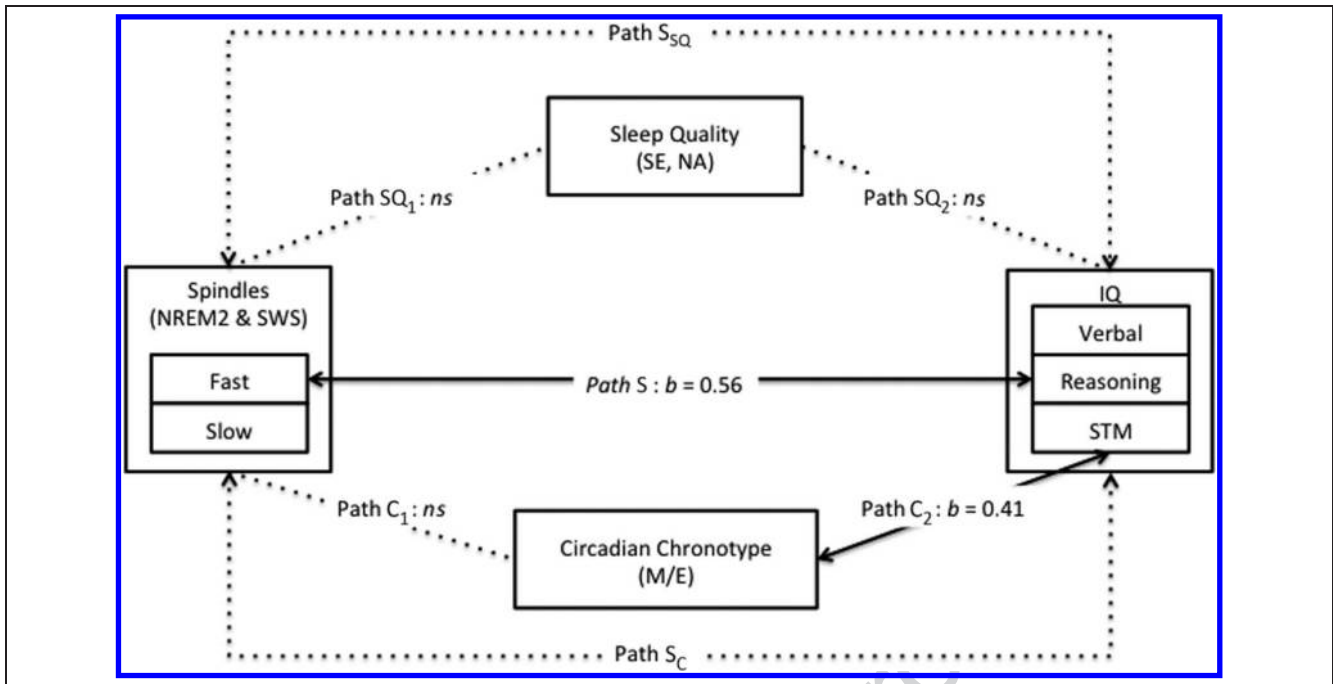 Path S_SQ
Sleep Quality
(SE, NA)
Path SQ₁ : ns
Path SQ₂ : ns
Spindles
(NREM2 & SWS)
Fast
Slow
IQ
Verbal
Reasoning
STM
Path S : b = 0.56
Path C₁ : ns
Path C₂ : b = 0.41
Circadian Chronotype
(M/E)
Path S_C